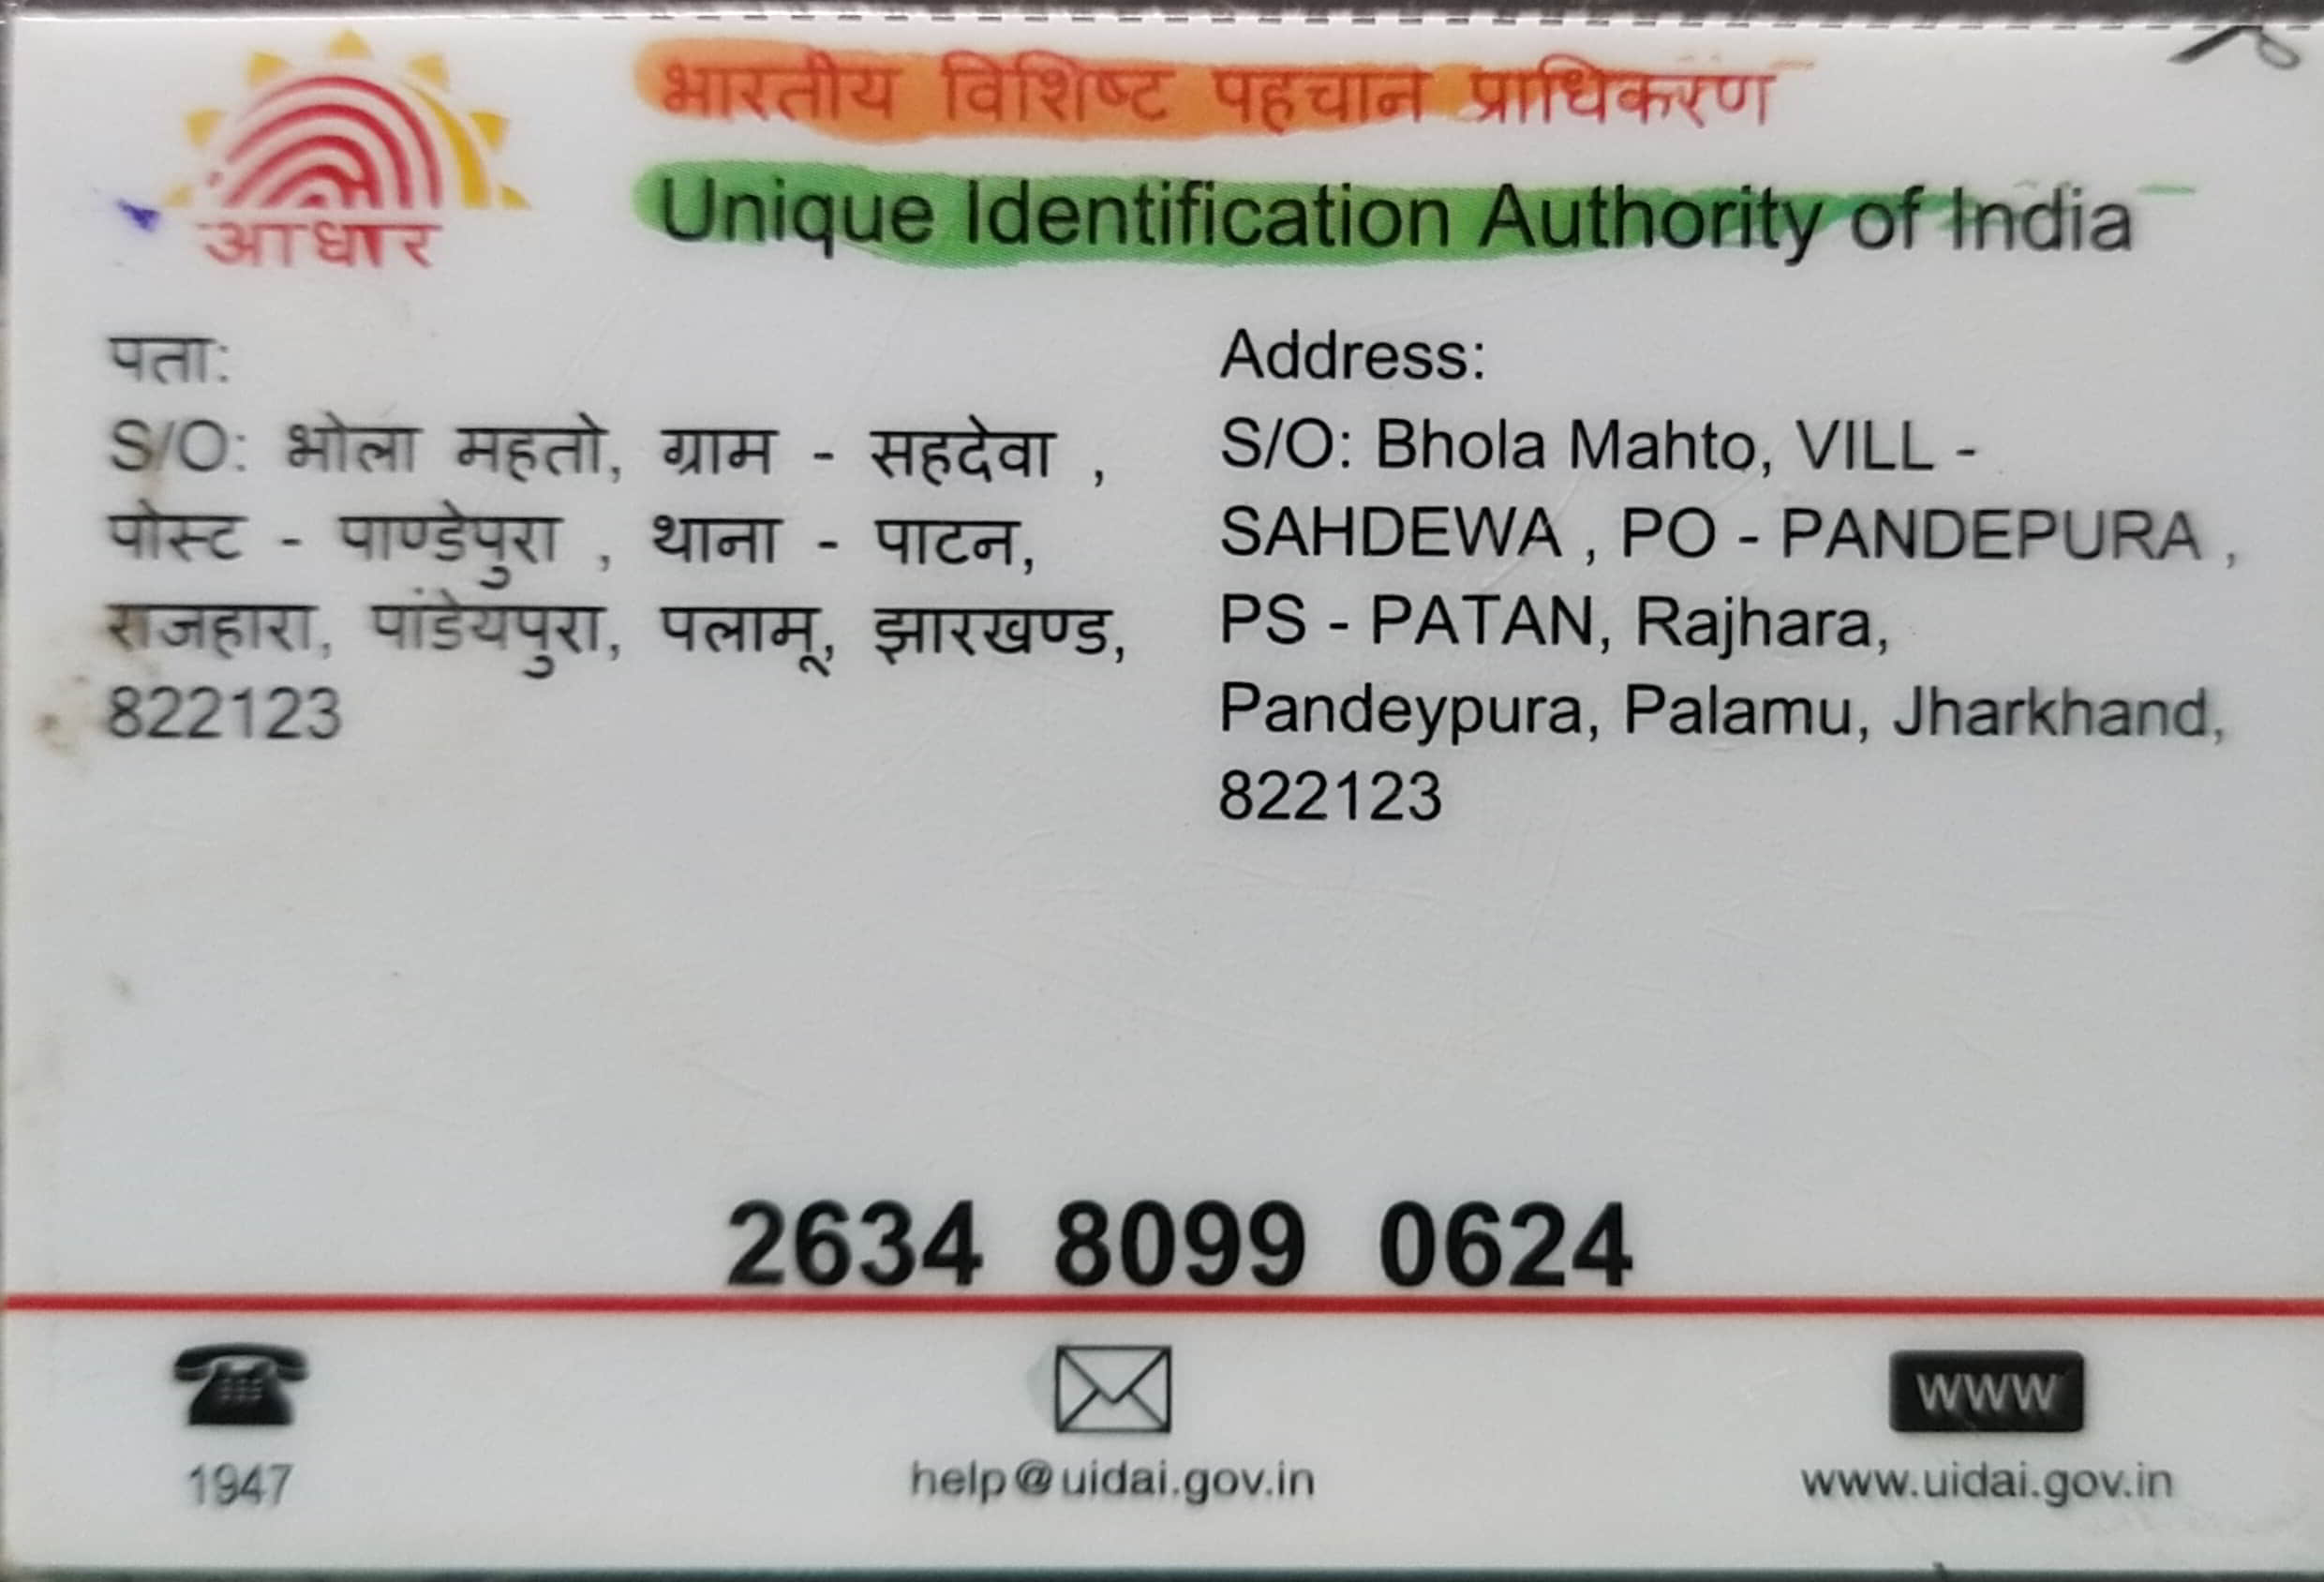 भारतीय विशिष्ट पहचान प्राधिकरण
Unique Identification Authority of India
आधार
पता:
S/O: भोला महतो, ग्राम - सहदेवा ,
पोस्ट - पाण्डेपुरा , थाना - पाटन,
राजहारा, पांडेयपुरा, पलामू, झारखण्ड,
822123
Address:
S/O: Bhola Mahto, VILL -
SAHDEWA , PO - PANDEPURA ,
PS - PATAN, Rajhara,
Pandeypura, Palamu, Jharkhand,
822123
2634 8099 0624
1947
help@uidai.gov.in
www
www.uidai.gov.in